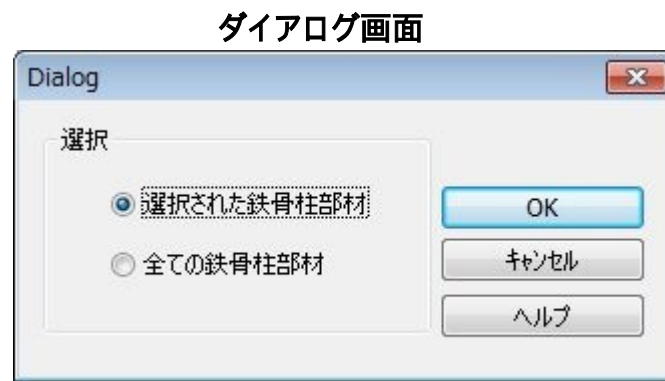 ダイアログ画面
Dialog
選択
選択された鉄骨柱部材
全ての鉄骨柱部材
OK
キャンセル
ヘルプ